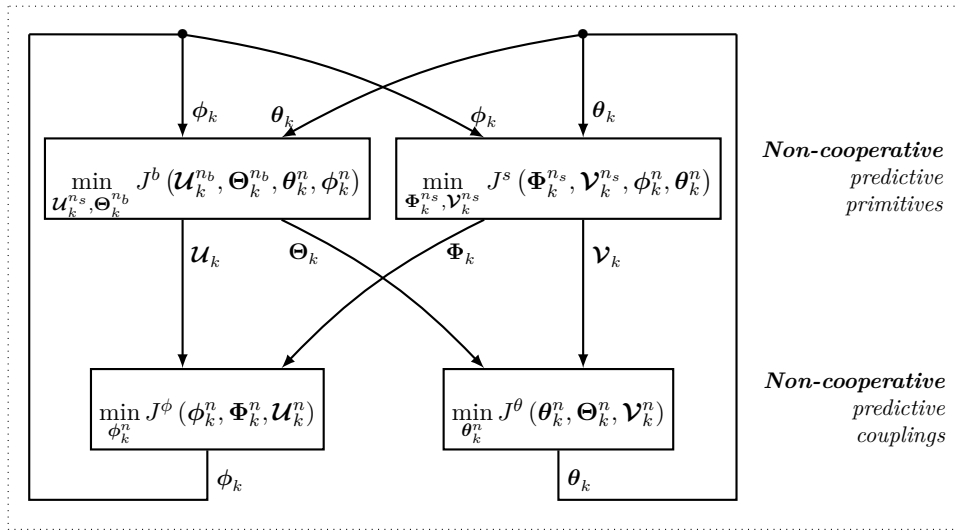 ϕ_k θ_k ϕ_k θ_k
min_{𝓤_k^{n_s},Θ_k^{n_b}} J^b (𝓤_k^{n_b}, Θ_k^{n_b}, θ_k^n, ϕ_k^n)
min_{Φ_k^{n_s},𝓥_k^{n_s}} J^s (Φ_k^{n_s}, 𝓥_k^{n_s}, ϕ_k^n, θ_k^n)
Non-cooperative
predictive
primitives
𝓤_k Θ_k Φ_k 𝓥_k
min_{ϕ_k^n} J^ϕ (ϕ_k^n, Φ_k^n, 𝓤_k^n)
min_{θ_k^n} J^θ (θ_k^n, Θ_k^n, 𝓥_k^n)
Non-cooperative
predictive
couplings
ϕ_k θ_k